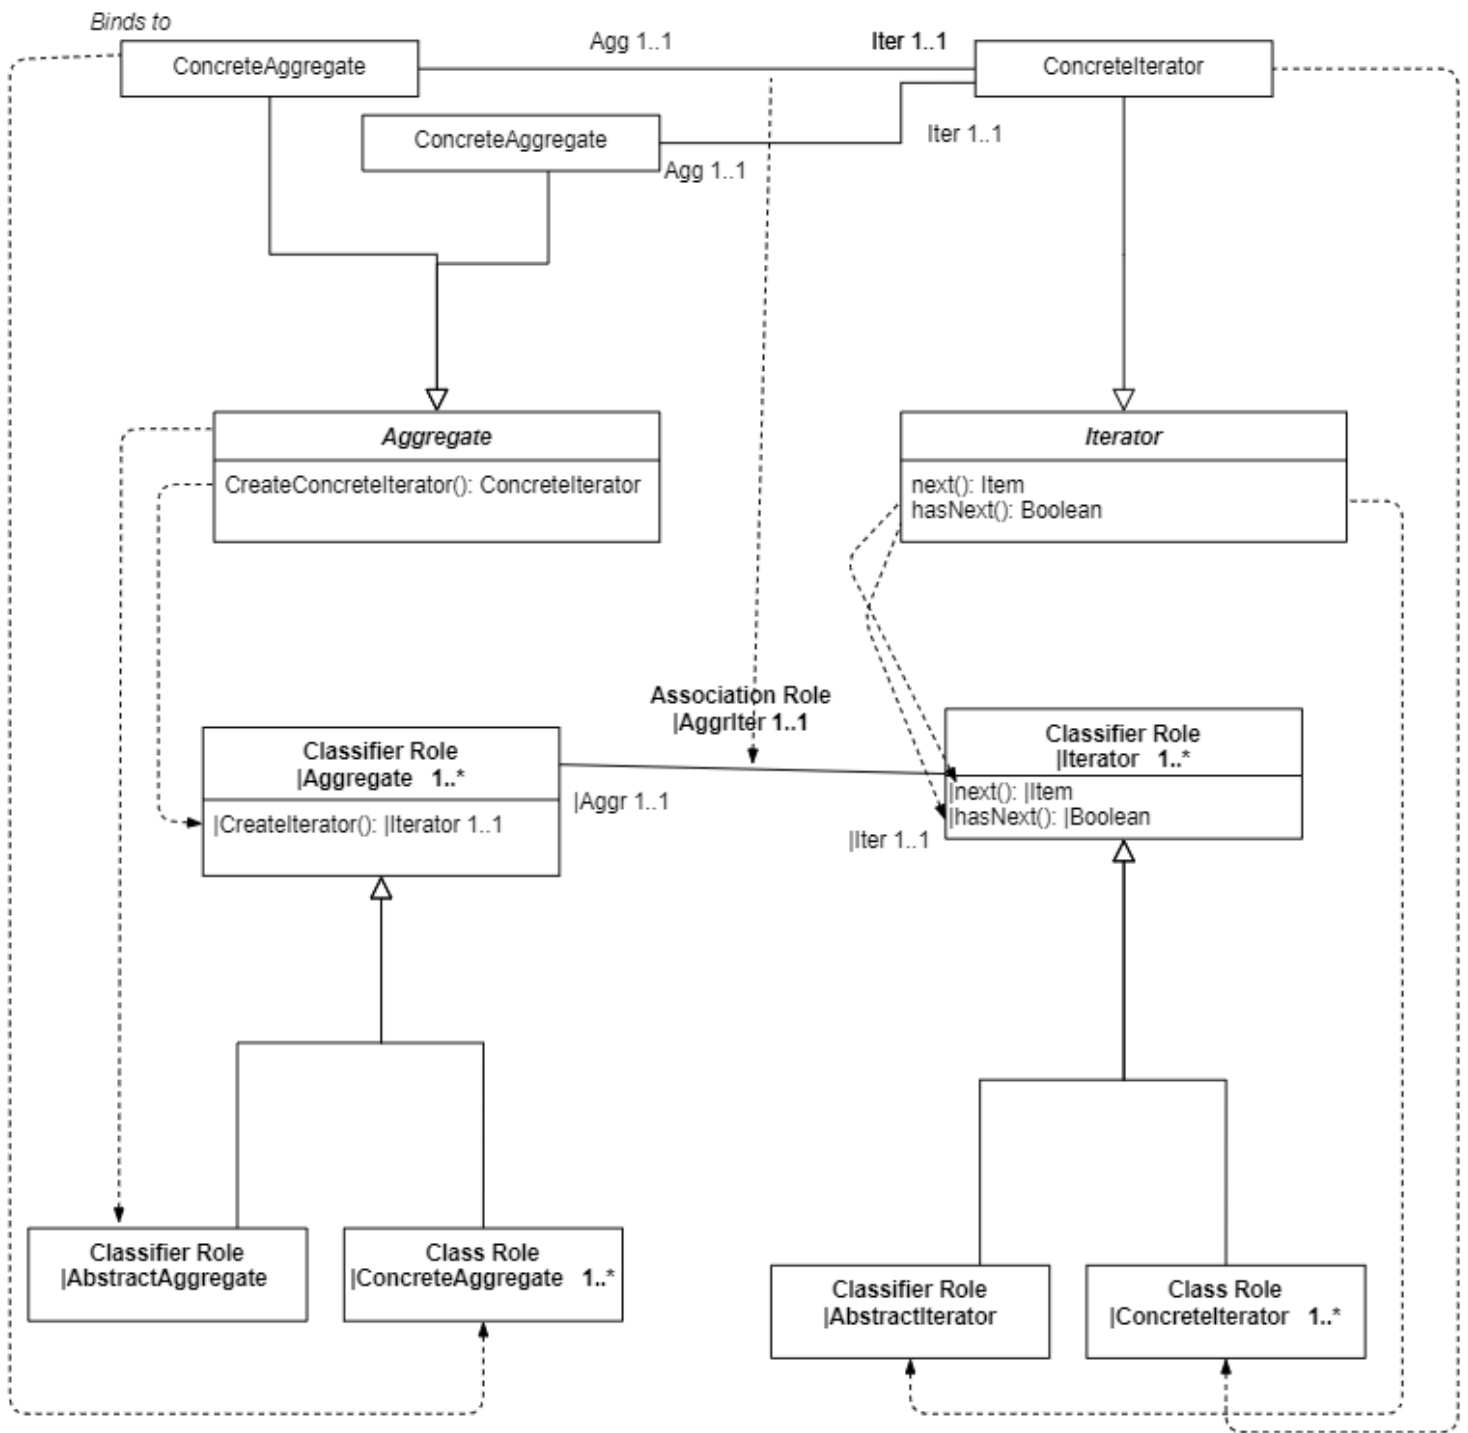 Binds to
ConcreteAggregate
Agg 1..1
Iter 1..1
ConcreteIterator
ConcreteAggregate
Agg 1..1
Iter 1..1
Aggregate
CreateConcreteIterator(): ConcreteIterator
Iterator
next(): Item
hasNext(): Boolean
Association Role
|AggrIter 1..1
Classifier Role
|Aggregate 1..*
|CreateIterator(): |Iterator 1..1
|Aggr 1..1
|Iter 1..1
Classifier Role
|Iterator 1..*
|next(): |Item
|hasNext(): |Boolean
Classifier Role
|AbstractAggregate
Class Role
|ConcreteAggregate 1..*
Classifier Role
|AbstractIterator
Class Role
|ConcreteIterator 1..*